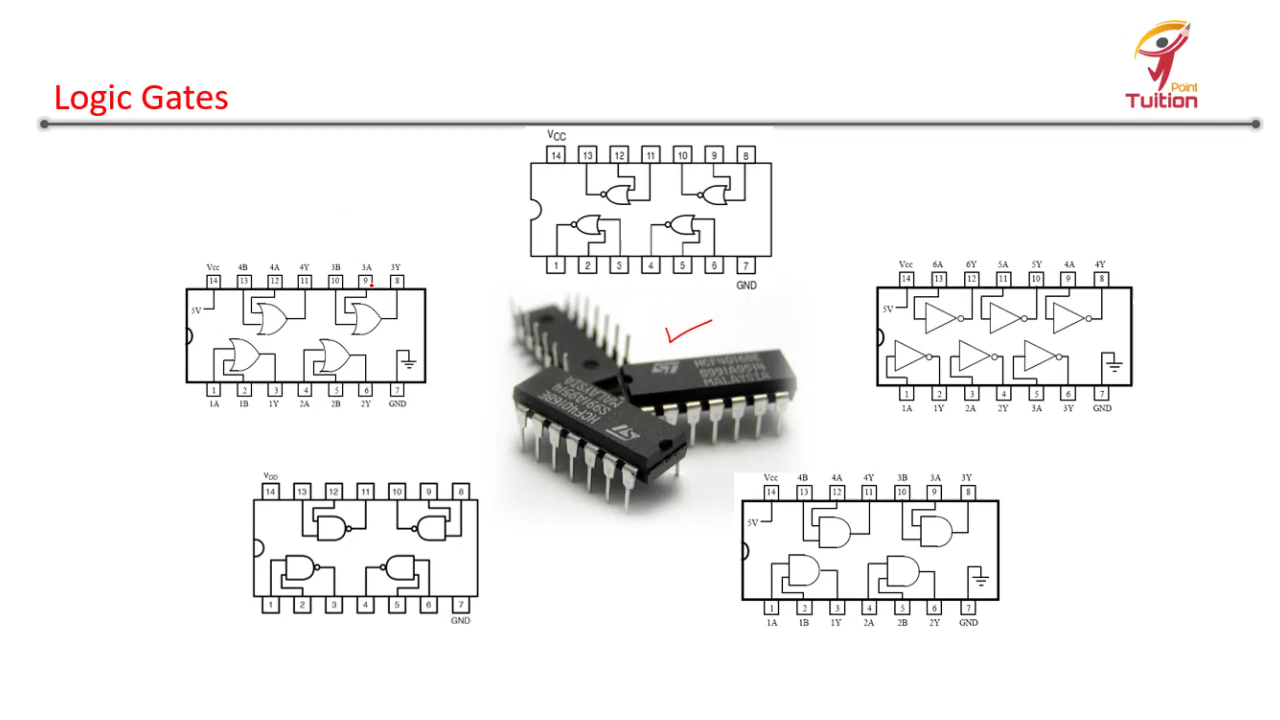 Logic Gates
Point
Tuition
VCC
14 13 12 11 10 9 8
1 2 3 4 5 6 7
GND
Vcc 4B 4A 4Y 3B 3A 3Y
14 13 12 11 10 9 8
5V
1 2 3 4 5 6 7
1A 1B 1Y 2A 2B 2Y GND
HCF4016BE
S991A9514
MALAYSIA
HCF4016BE
S99IA9514
MALAYSIA
Vcc 6A 6Y 5A 5Y 4A 4Y
14 13 12 11 10 9 8
5V
1 2 3 4 5 6 7
1A 1Y 2A 2Y 3A 3Y GND
VDD
14 13 12 11 10 9 8
1 2 3 4 5 6 7
GND
Vcc 4B 4A 4Y 3B 3A 3Y
14 13 12 11 10 9 8
5V
1 2 3 4 5 6 7
1A 1B 1Y 2A 2B 2Y GND